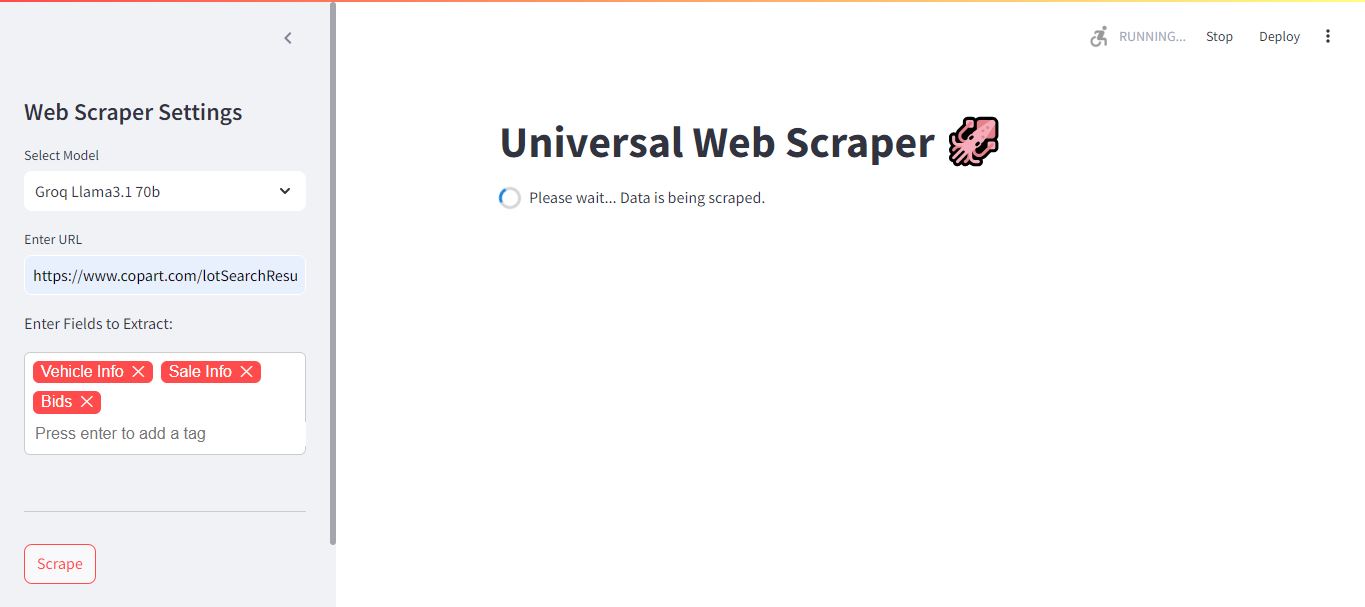 RUNNING... Stop Deploy
Web Scraper Settings
Select Model
Groq Llama3.1 70b
Enter URL
https://www.copart.com/lotSearchResu
Enter Fields to Extract:
Vehicle Info Sale Info
Bids
Press enter to add a tag
Scrape
Universal Web Scraper
Please wait... Data is being scraped.